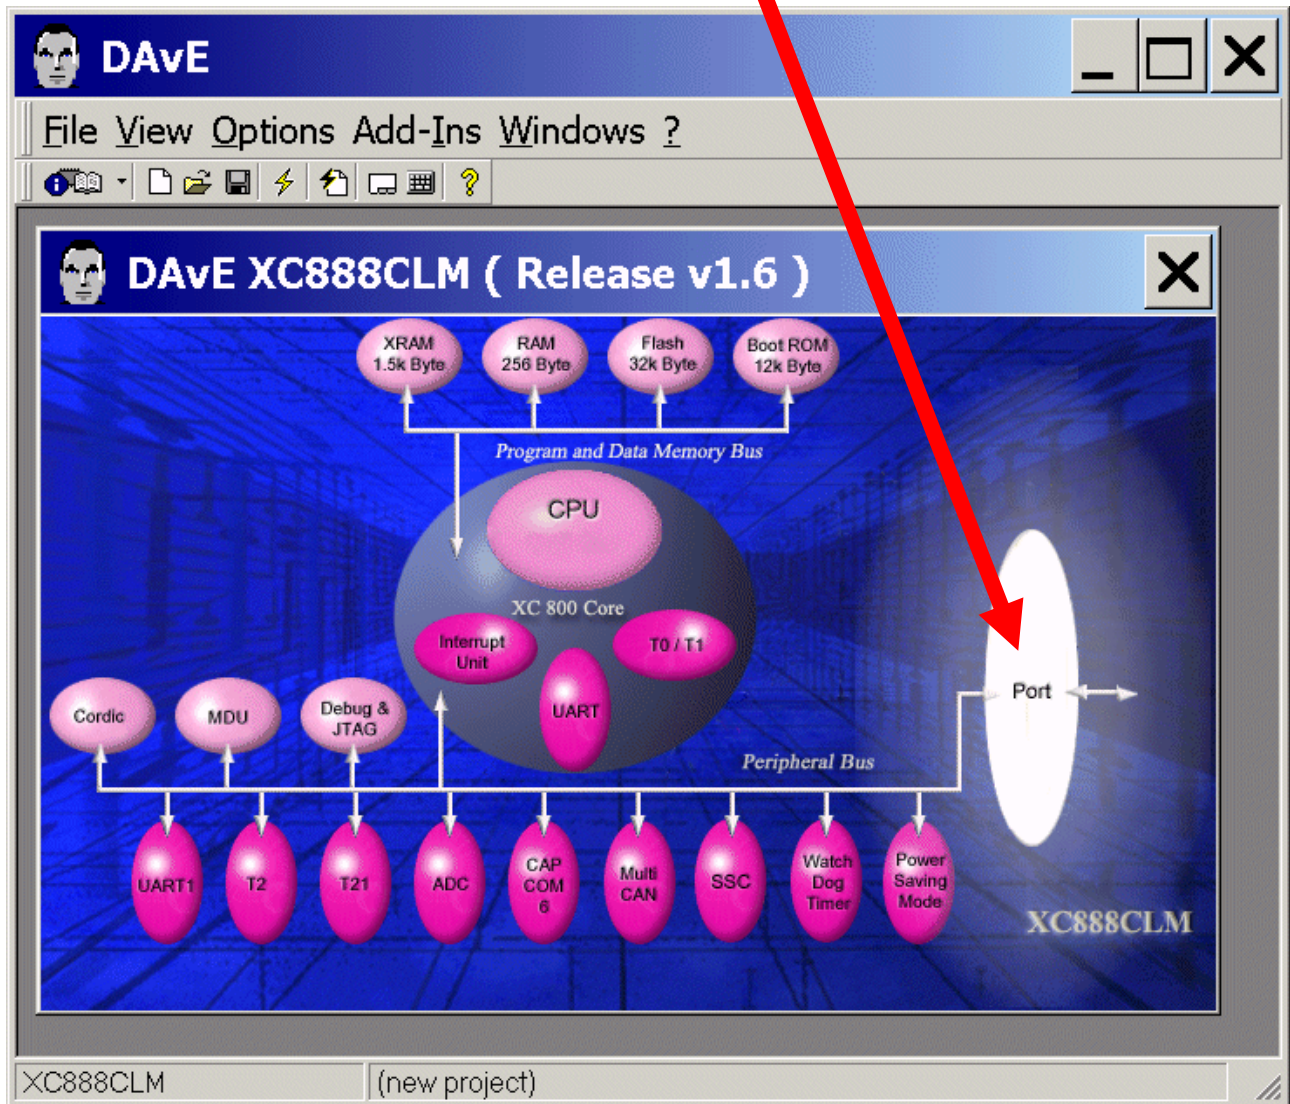 DAvE
File View Options Add-Ins Windows ?
DAvE XC888CLM ( Release v1.6 )
XRAM
1.5k Byte
RAM
256 Byte
Flash
32k Byte
Boot ROM
12k Byte
Program and Data Memory Bus
CPU
XC 800 Core
Interrupt
Unit
T0 / T1
UART
Cordic
MDU
Debug &
JTAG
Port
Peripheral Bus
UART1
T2
T21
ADC
CAP
COM
6
Multi
CAN
SSC
Watch
Dog
Timer
Power
Saving
Mode
XC888CLM
XC888CLM
(new project)